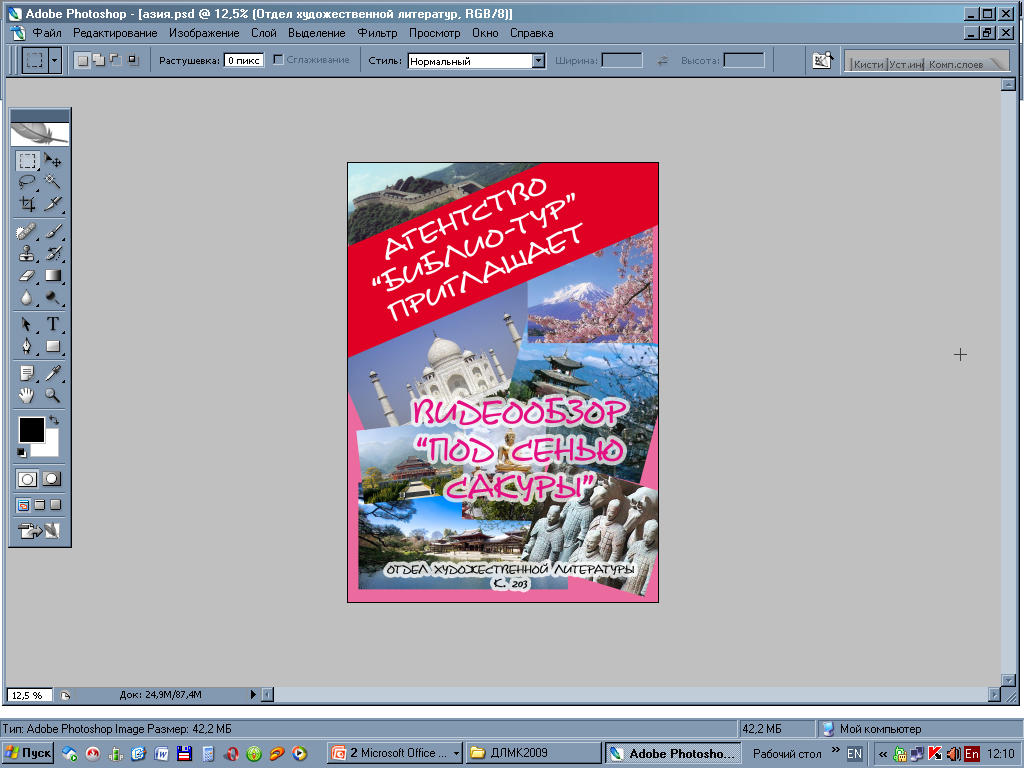 Adobe Photoshop - [азия.psd @ 12,5% (Отдел художественной литератур, RGB/8)]
Файл Редактирование Изображение Слой Выделение Фильтр Просмотр Окно Справка
Растушевка: 0 пикс Сглаживание Стиль: Нормальный Ширина: Высота: Кисти Уст.ин Комп.слоев
АГЕНТСТВО
“БИБЛИО-ТУР”
ПРИГЛАШАЕТ
ВИДЕООБЗОР
“ПОД СЕНЬЮ
САКУРЫ”
ОТДЕЛ ХУДОЖЕСТВЕННОЙ ЛИТЕРАТУРЫ
К. 203
12,5 % Док: 24,9M/87,4M
Тип: Adobe Photoshop Image Размер: 42,2 МБ 42,2 МБ Мой компьютер
Пуск 2 Microsoft Office ... ДЛМК2009 Adobe Photosho... Рабочий стол » EN « En 12:10